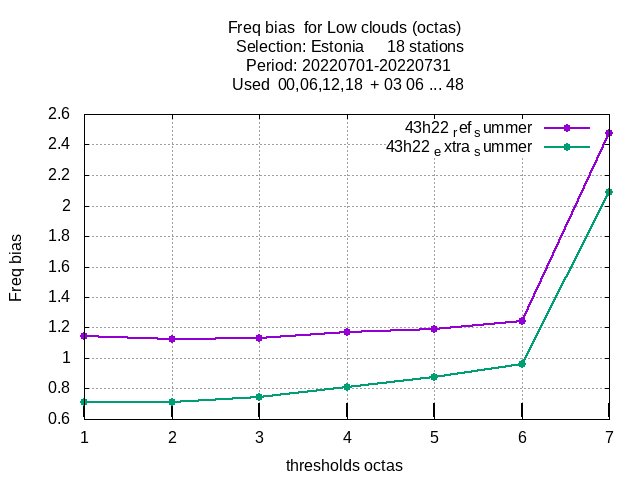 Freq bias for Low clouds (octas)
Selection: Estonia 18 stations
Period: 20220701-20220731
Used 00,06,12,18 + 03 06 ... 48
43h22 ref summer
43h22 extra summer
2.6
2.4
2.2
2
1.8
1.6
1.4
1.2
1
0.8
0.6
Freq bias
1 2 3 4 5 6 7
thresholds octas